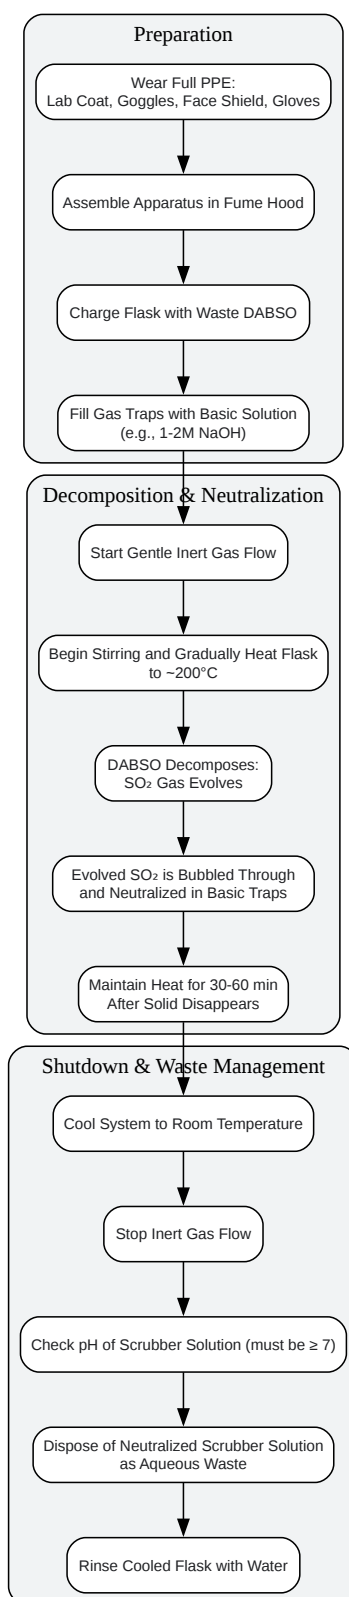 Preparation
Wear Full PPE:
Lab Coat, Goggles, Face Shield, Gloves
Assemble Apparatus in Fume Hood
Charge Flask with Waste DABSO
Fill Gas Traps with Basic Solution
(e.g., 1-2M NaOH)
Decomposition & Neutralization
Start Gentle Inert Gas Flow
Begin Stirring and Gradually Heat Flask
to ~200°C
DABSO Decomposes:
SO₂ Gas Evolves
Evolved SO₂ is Bubbled Through
and Neutralized in Basic Traps
Maintain Heat for 30-60 min
After Solid Disappears
Shutdown & Waste Management
Cool System to Room Temperature
Stop Inert Gas Flow
Check pH of Scrubber Solution (must be ≥ 7)
Dispose of Neutralized Scrubber Solution
as Aqueous Waste
Rinse Cooled Flask with Water